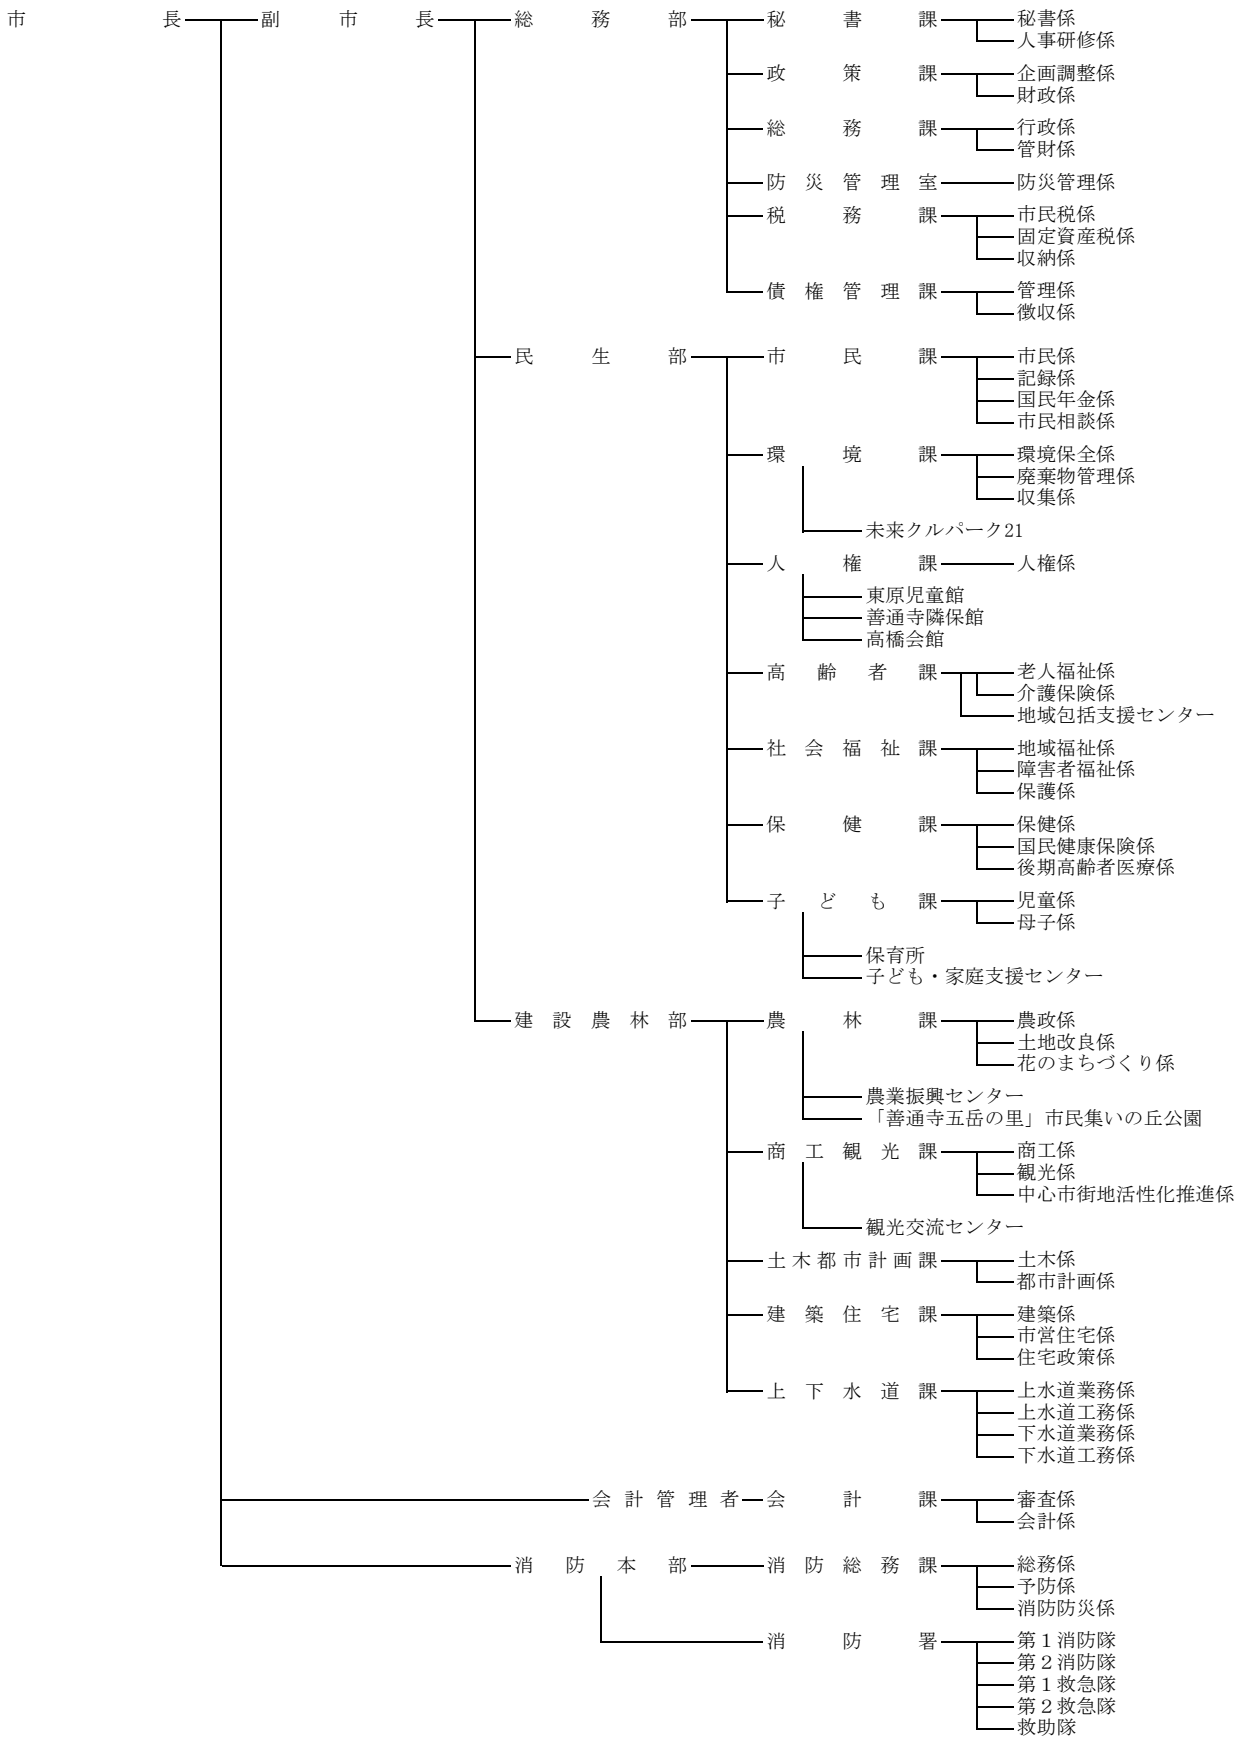 市長 副市長 総務部 秘書課 秘書係
人事研修係
政策課 企画調整係
財政係
総務課 行政係
管財係
防災管理室 防災管理係
税務課 市民税係
固定資産税係
収納係
債権管理課 管理係
徴収係
民生部 市民課 市民係
記録係
国民年金係
市民相談係
環境課 環境保全係
廃棄物管理係
収集係
未来クルパーク21
人権課 人権係
東原児童館
善通寺隣保館
高橋会館
高齢者課 老人福祉係
介護保険係
地域包括支援センター
社会福祉課 地域福祉係
障害者福祉係
保護係
保健課 保健係
国民健康保険係
後期高齢者医療係
子ども課 児童係
母子係
保育所
子ども・家庭支援センター
建設農林部 農林課 農政係
土地改良係
花のまちづくり係
農業振興センター
「善通寺五岳の里」市民集いの丘公園
商工観光課 商工係
観光係
中心市街地活性化推進係
観光交流センター
土木都市計画課 土木係
都市計画係
建築住宅課 建築係
市営住宅係
住宅政策係
上下水道課 上水道業務係
上水道工務係
下水道業務係
下水道工務係
会計管理者 会計課 審査係
会計係
消防本部 消防総務課 総務係
予防係
消防防災係
消防署 第1消防隊
第2消防隊
第1救急隊
第2救急隊
救助隊